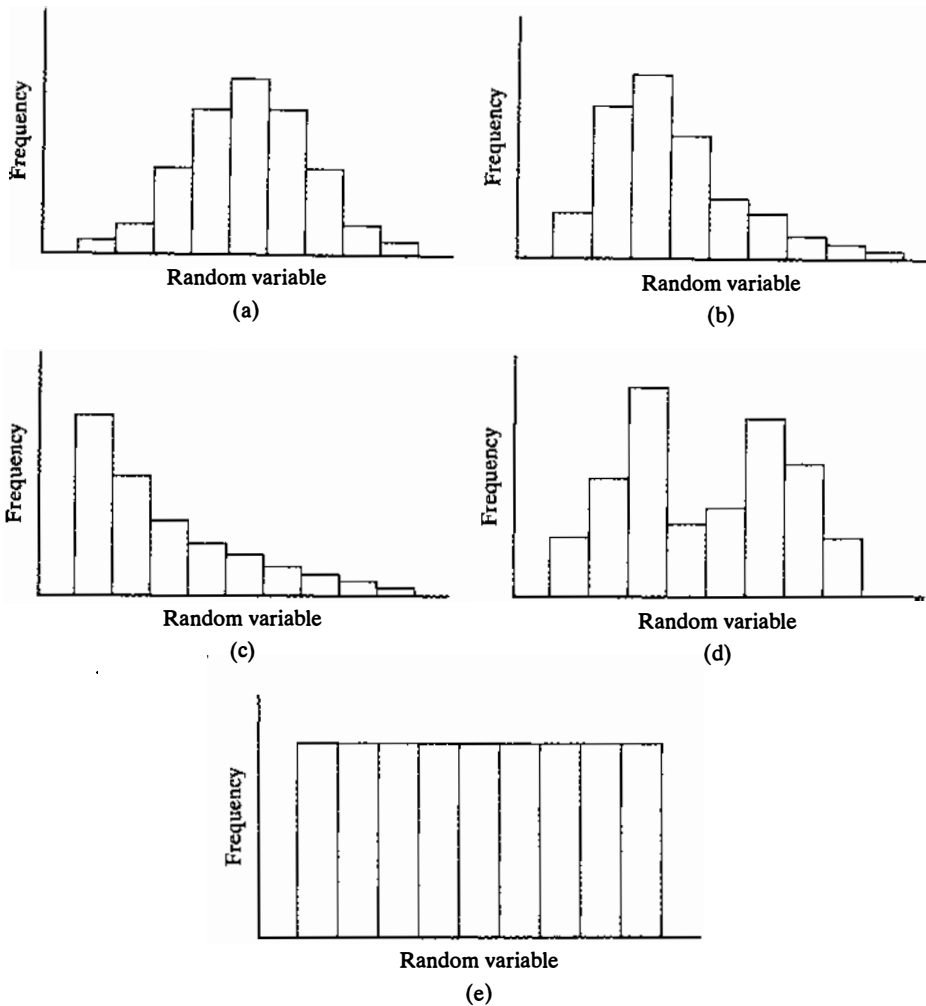 Frequency
Random variable
(a)
Frequency
Random variable
(b)
Frequency
Random variable
(c)
Frequency
Random variable
(d)
Frequency
Random variable
(e)